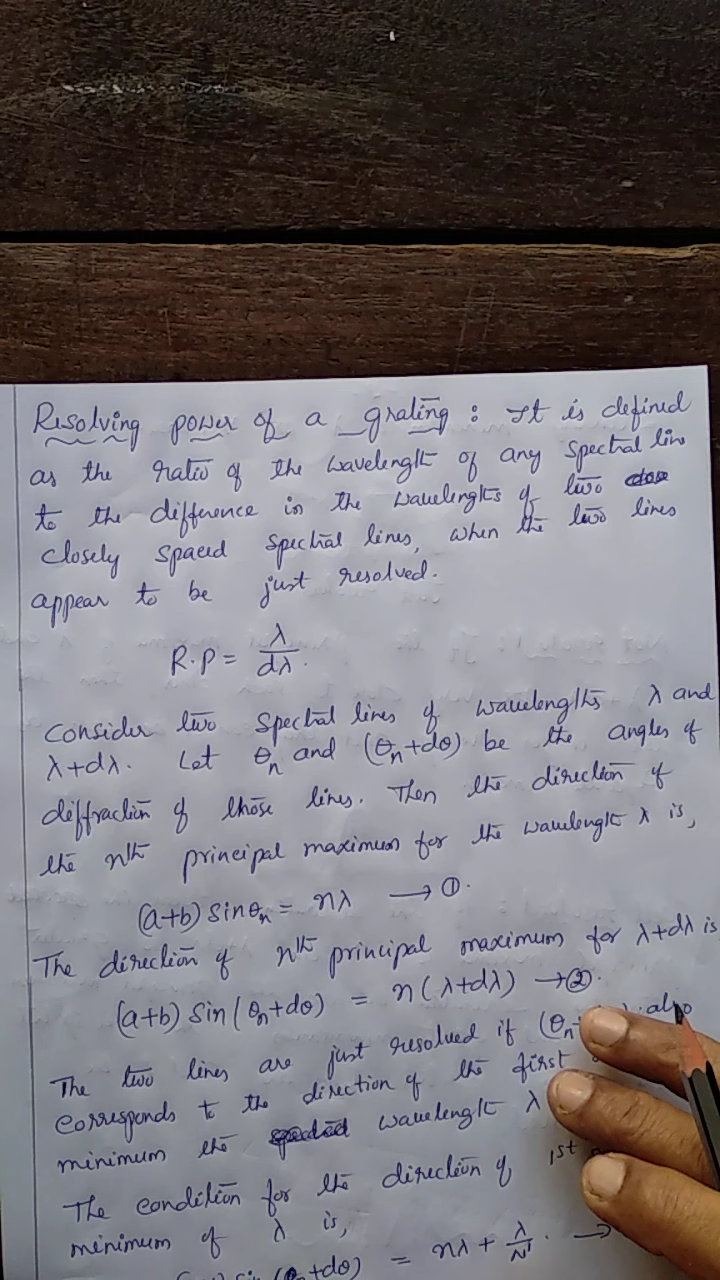 Resolving power of a grating : It is defined
as the ratio of the wavelength of any spectral line
to the difference in the wavelengths of two
closely spaced spectral lines, when the two lines
appear to be just resolved.
R.P = λ/dλ.
Consider two spectral lines of wavelengths λ and
λ+dλ. Let θn and (θn+dθ) be the angles of
diffraction of those lines. Then the direction of
the nth principal maximum for the wavelength λ is,
(a+b) sinθn = nλ → ①.
The direction of nth principal maximum for λ+dλ is
(a+b) sin(θn+dθ) = n(λ+dλ) → ②.
The two lines are just resolved if (θn also
corresponds to the direction of the first
minimum the wavelength λ
The condition for the direction of 1st
minimum of λ is,
sin(θn+dθ) = nλ + λ/N. →